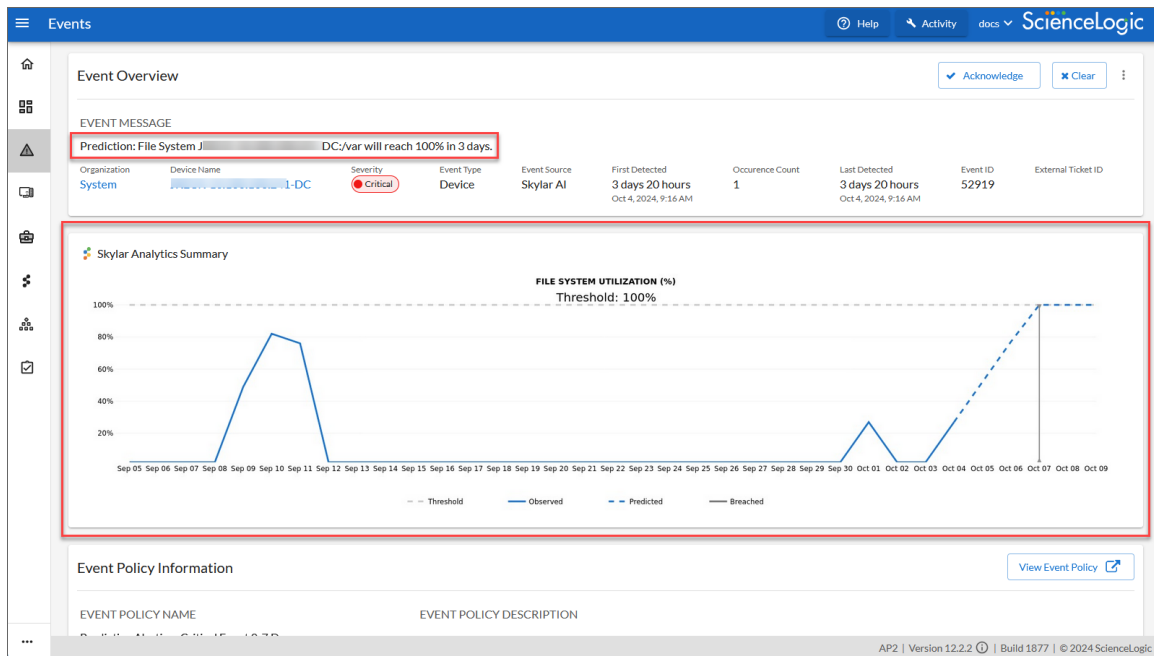 Events
Help
Activity
docs
ScienceLogic
Event Overview
Acknowledge
Clear
EVENT MESSAGE
Prediction: File System J DC:/var will reach 100% in 3 days.
Organization Device Name Severity Event Type Event Source First Detected Occurence Count Last Detected Event ID External Ticket ID
System 1-DC Critical Device Skylar AI 3 days 20 hours 1 3 days 20 hours 52919
Oct 4, 2024, 9:16 AM Oct 4, 2024, 9:16 AM
Skylar Analytics Summary
FILE SYSTEM UTILIZATION (%)
Threshold: 100%
100%
80%
60%
40%
20%
Sep 05 Sep 06 Sep 07 Sep 08 Sep 09 Sep 10 Sep 11 Sep 12 Sep 13 Sep 14 Sep 15 Sep 16 Sep 17 Sep 18 Sep 19 Sep 20 Sep 21 Sep 22 Sep 23 Sep 24 Sep 25 Sep 26 Sep 27 Sep 28 Sep 29 Sep 30 Oct 01 Oct 02 Oct 03 Oct 04 Oct 05 Oct 06 Oct 07 Oct 08 Oct 09
Threshold Observed Predicted Breached
Event Policy Information
View Event Policy
EVENT POLICY NAME EVENT POLICY DESCRIPTION
AP2 | Version 12.2.2 | Build 1877 | © 2024 ScienceLogic